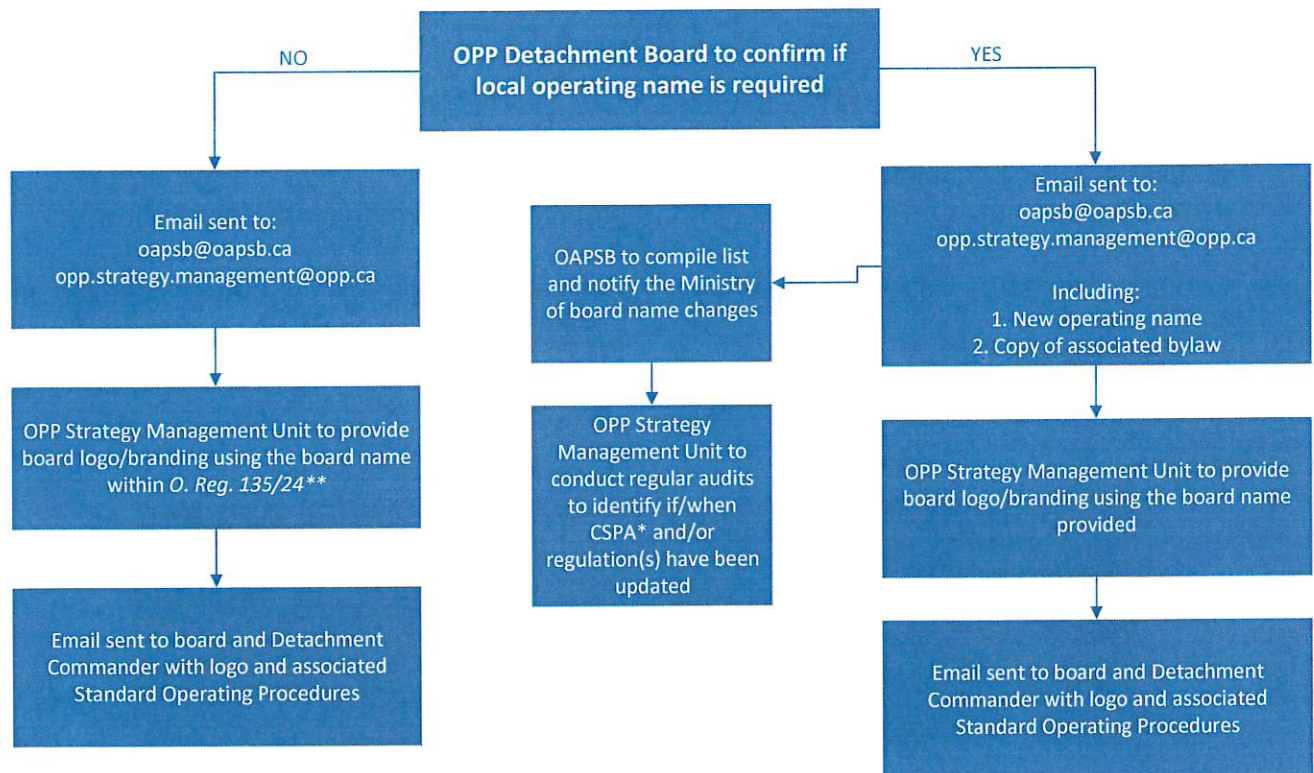 OPP Detachment Board to confirm if
local operating name is required
NO
YES
Email sent to:
oapsb@oapsb.ca
opp.strategy.management@opp.ca
OPP Strategy Management Unit to provide
board logo/branding using the board name
within O. Reg. 135/24**
Email sent to board and Detachment
Commander with logo and associated
Standard Operating Procedures
OAPSB to compile list
and notify the Ministry
of board name changes
OPP Strategy
Management Unit to
conduct regular audits
to identify if/when
CSPA* and/or
regulation(s) have been
updated
Email sent to:
oapsb@oapsb.ca
opp.strategy.management@opp.ca
Including:
1. New operating name
2. Copy of associated bylaw
OPP Strategy Management Unit to provide
board logo/branding using the board name
provided
Email sent to board and Detachment
Commander with logo and associated
Standard Operating Procedures